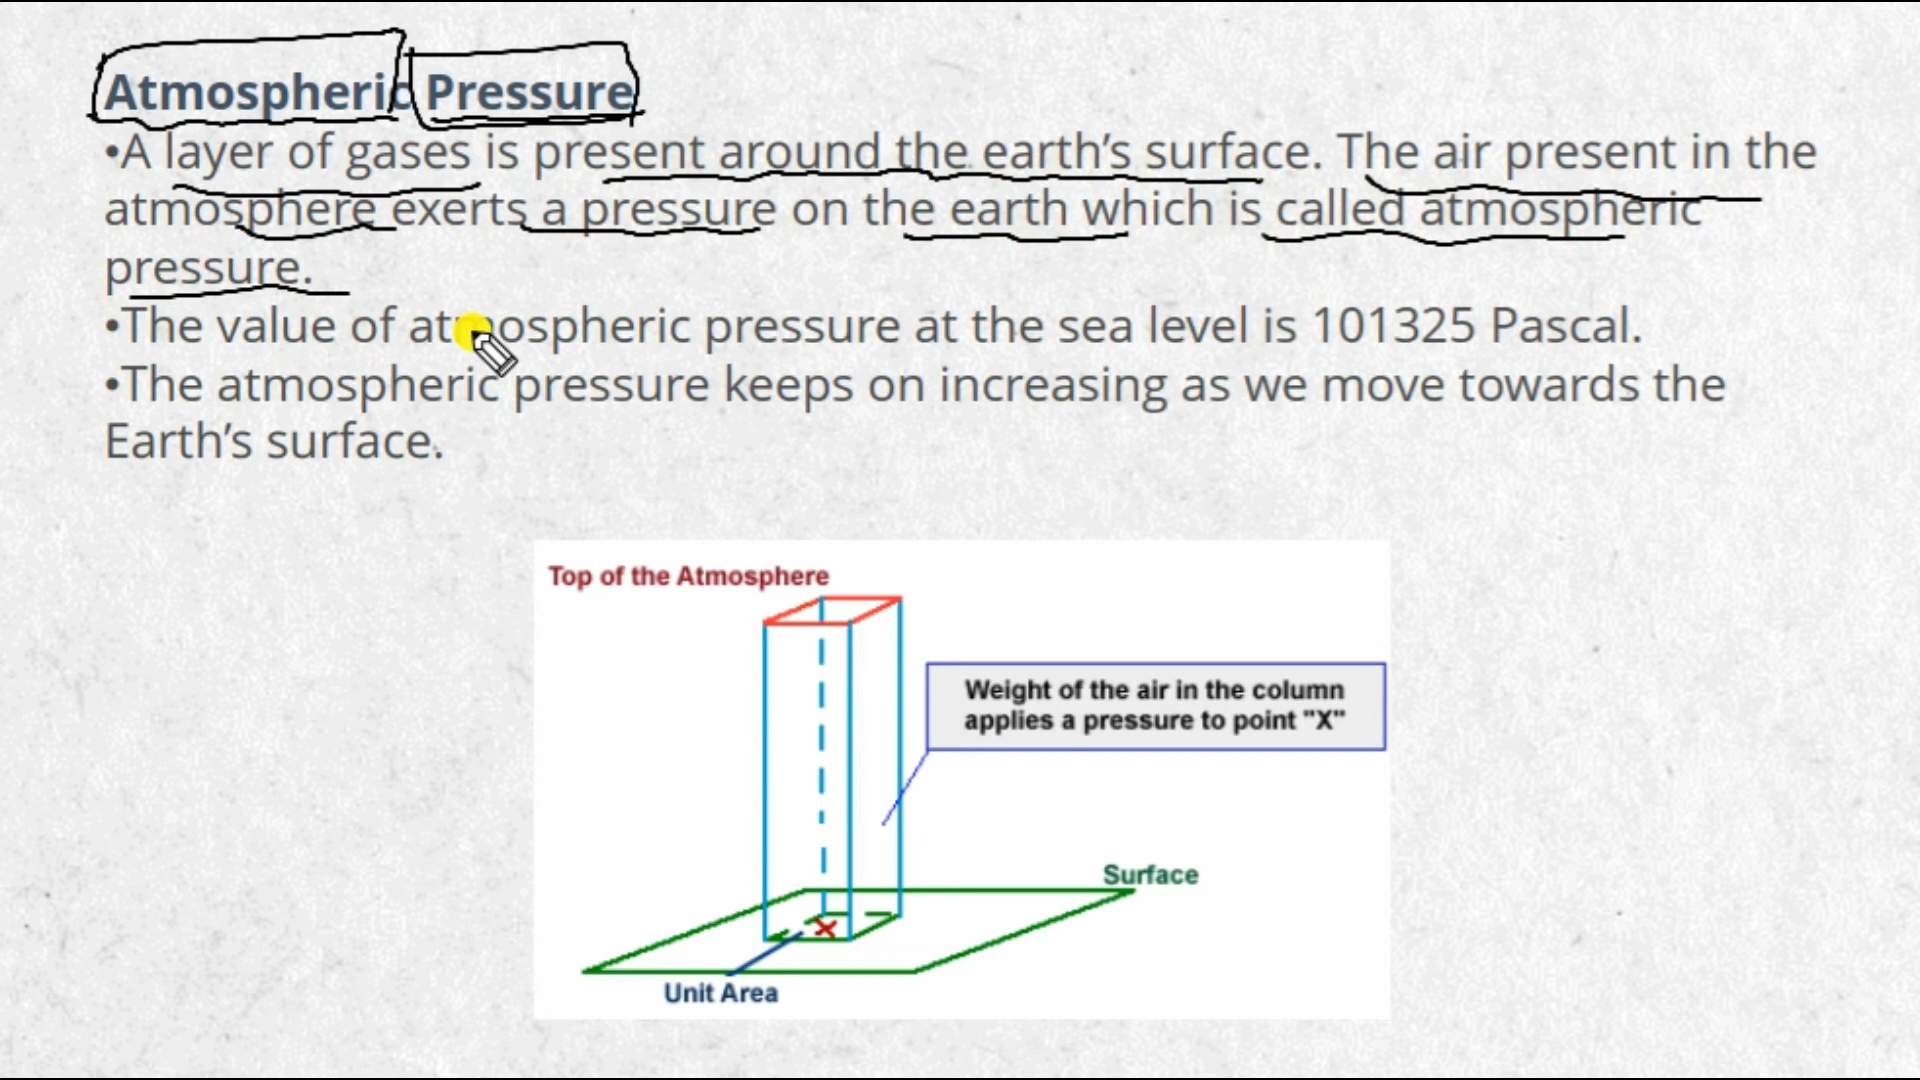 Atmospheric Pressure
•A layer of gases is present around the earth’s surface. The air present in the
atmosphere exerts a pressure on the earth which is called atmospheric
pressure.
•The value of atmospheric pressure at the sea level is 101325 Pascal.
•The atmospheric pressure keeps on increasing as we move towards the
Earth’s surface.
Top of the Atmosphere
Weight of the air in the column
applies a pressure to point "X"
Surface
X
Unit Area